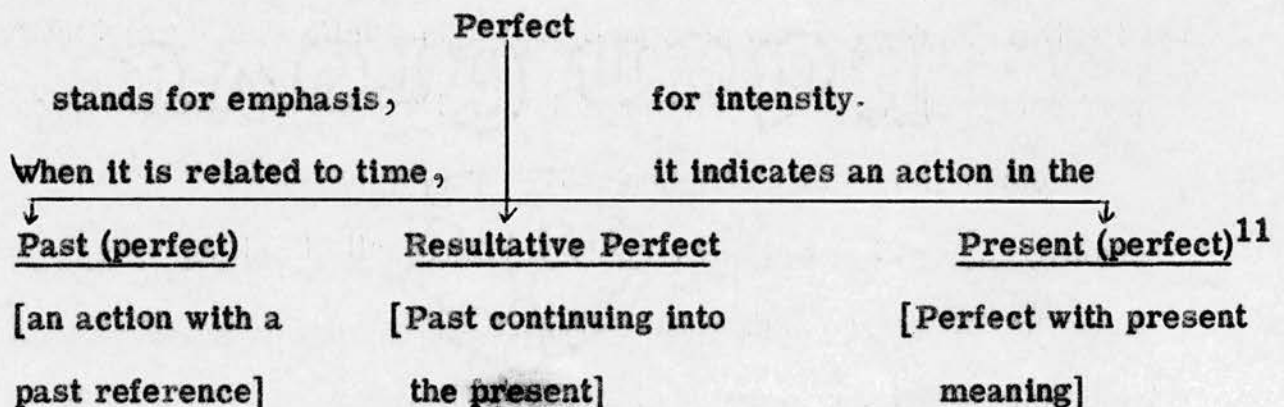 Perfect
stands for emphasis, for intensity.
When it is related to time, it indicates an action in the
Past (perfect) Resultative Perfect Present (perfect)11
[an action with a [Past continuing into [Perfect with present
past reference] the present] meaning]